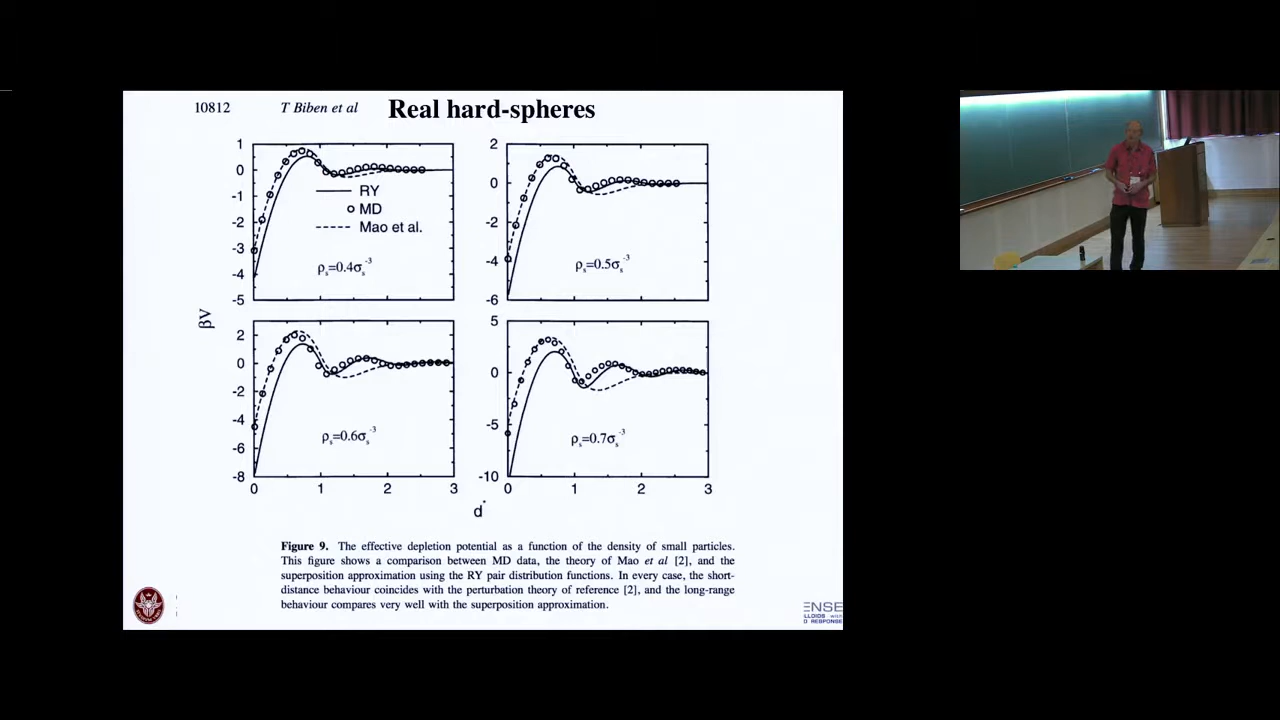 10812 T Biben et al Real hard-spheres
1
0
-1
-2
-3
-4
-5
RY
MD
Mao et al.
ρs=0.4σs-3
2
0
-2
-4
-6
ρs=0.5σs-3
βV
2
0
-2
-4
-6
-8
0 1 2 3
ρs=0.6σs-3
5
0
-5
-10
0 1 2 3
ρs=0.7σs-3
d*
Figure 9. The effective depletion potential as a function of the density of small particles.
This figure shows a comparison between MD data, the theory of Mao et al [2], and the
superposition approximation using the RY pair distribution functions. In every case, the short-
distance behaviour coincides with the perturbation theory of reference [2], and the long-range
behaviour compares very well with the superposition approximation.
ENSE
LLOIDS with
D RESPONSE